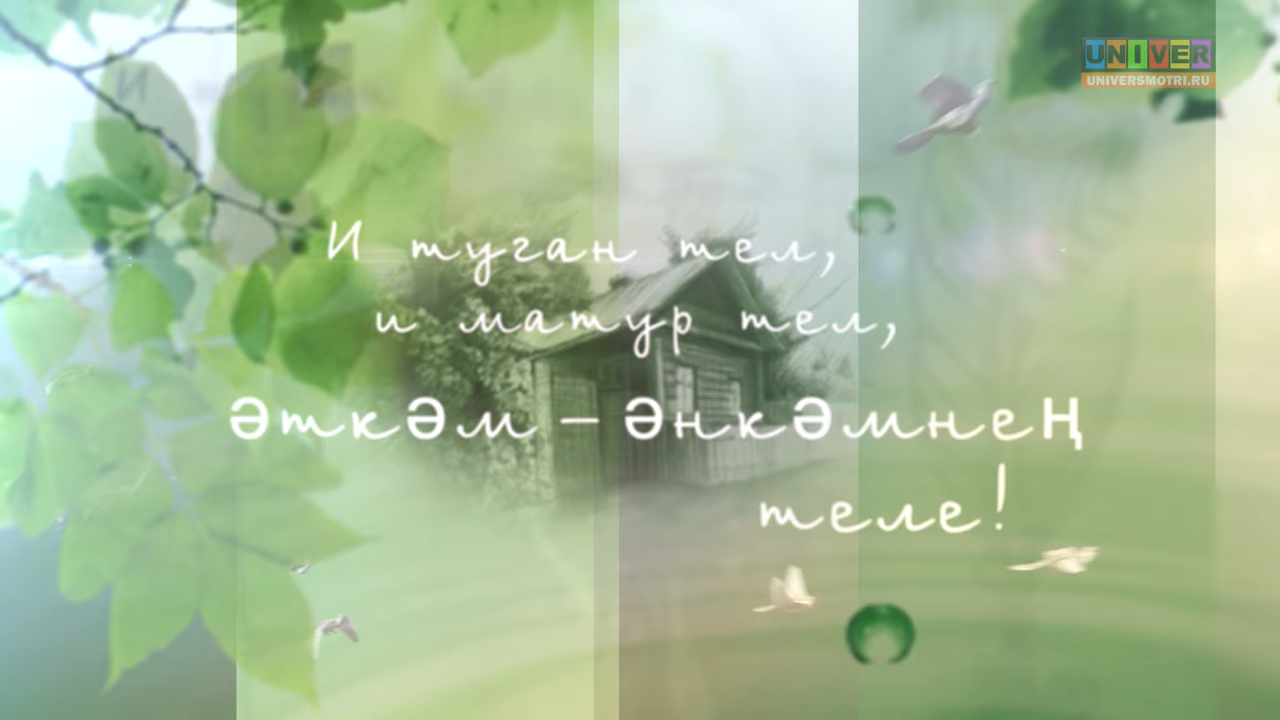 UNIVER
UNIVERSMOTRI.RU
И туган тел,
и матур тел,
әткәм – әнкәмнең
теле!